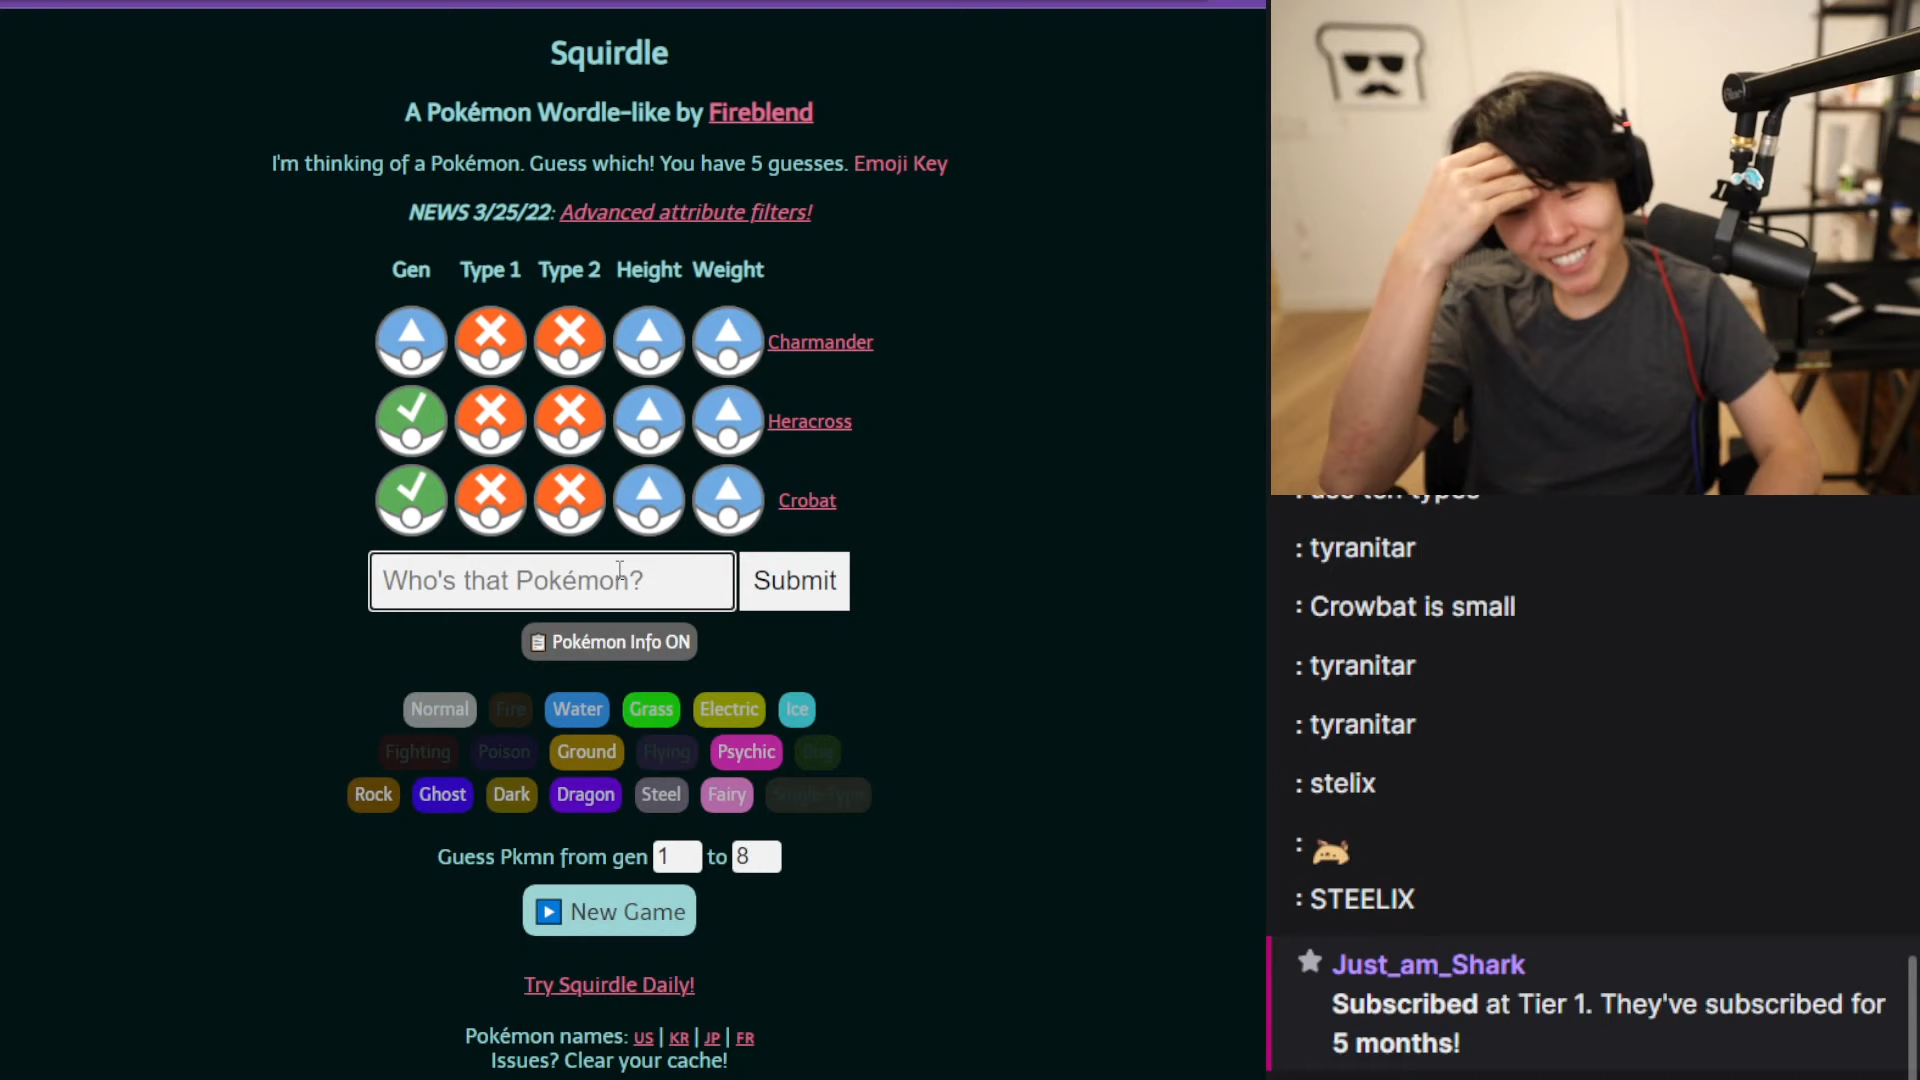 Squirdle
A Pokémon Wordle-like by Fireblend
I'm thinking of a Pokémon. Guess which! You have 5 guesses. Emoji Key
NEWS 3/25/22: Advanced attribute filters!
Gen Type 1 Type 2 Height Weight
Charmander
Heracross
Crobat
Who's that Pokémon? Submit
Pokémon Info ON
Normal Fire Water Grass Electric Ice
Fighting Poison Ground Flying Psychic Bug
Rock Ghost Dark Dragon Steel Fairy Single-Type
Guess Pkmn from gen 1 to 8
New Game
Try Squirdle Daily!
Pokémon names: US | KR | JP | FR
Issues? Clear your cache!
Blue
: tyranitar
: Crowbat is small
: tyranitar
: tyranitar
: stelix
:
: STEELIX
Just_am_Shark
Subscribed at Tier 1. They've subscribed for
5 months!